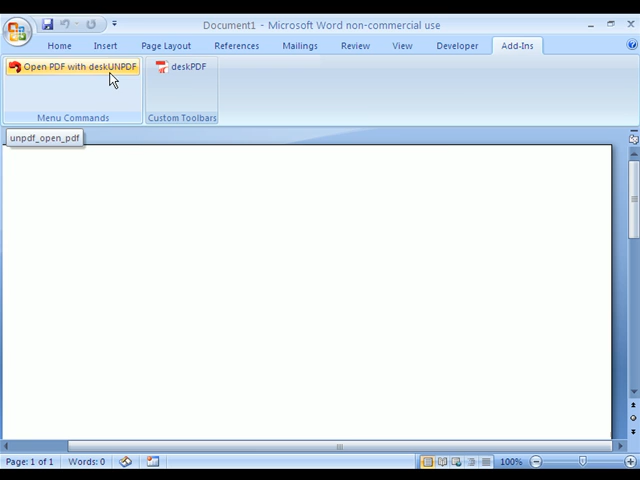 Document1 - Microsoft Word non-commercial use
Home Insert Page Layout References Mailings Review View Developer Add-Ins
Open PDF with deskUNPDF deskPDF
Menu Commands Custom Toolbars
unpdf_open_pdf
Page: 1 of 1 Words: 0 100%